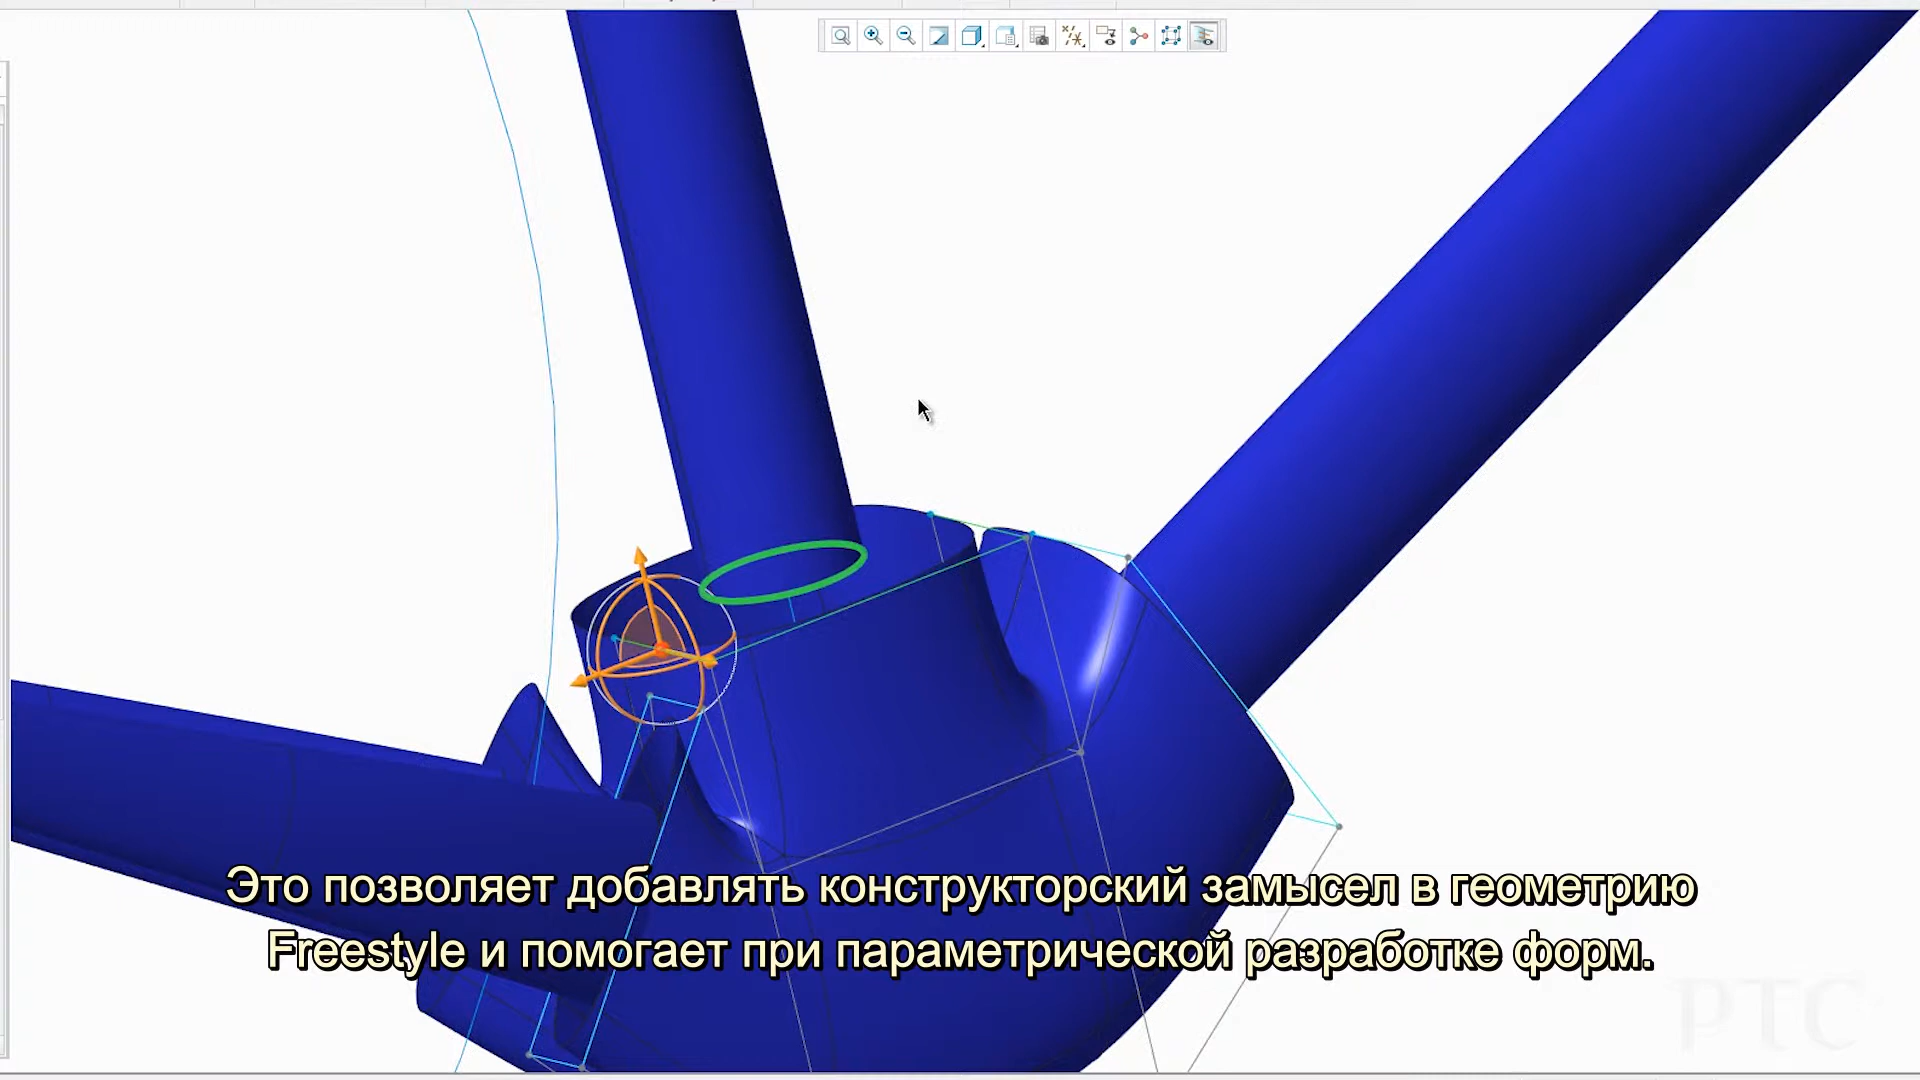 Это позволяет добавлять конструкторский замысел в геометрию
Freestyle и помогает при параметрической разработке форм.
PTC